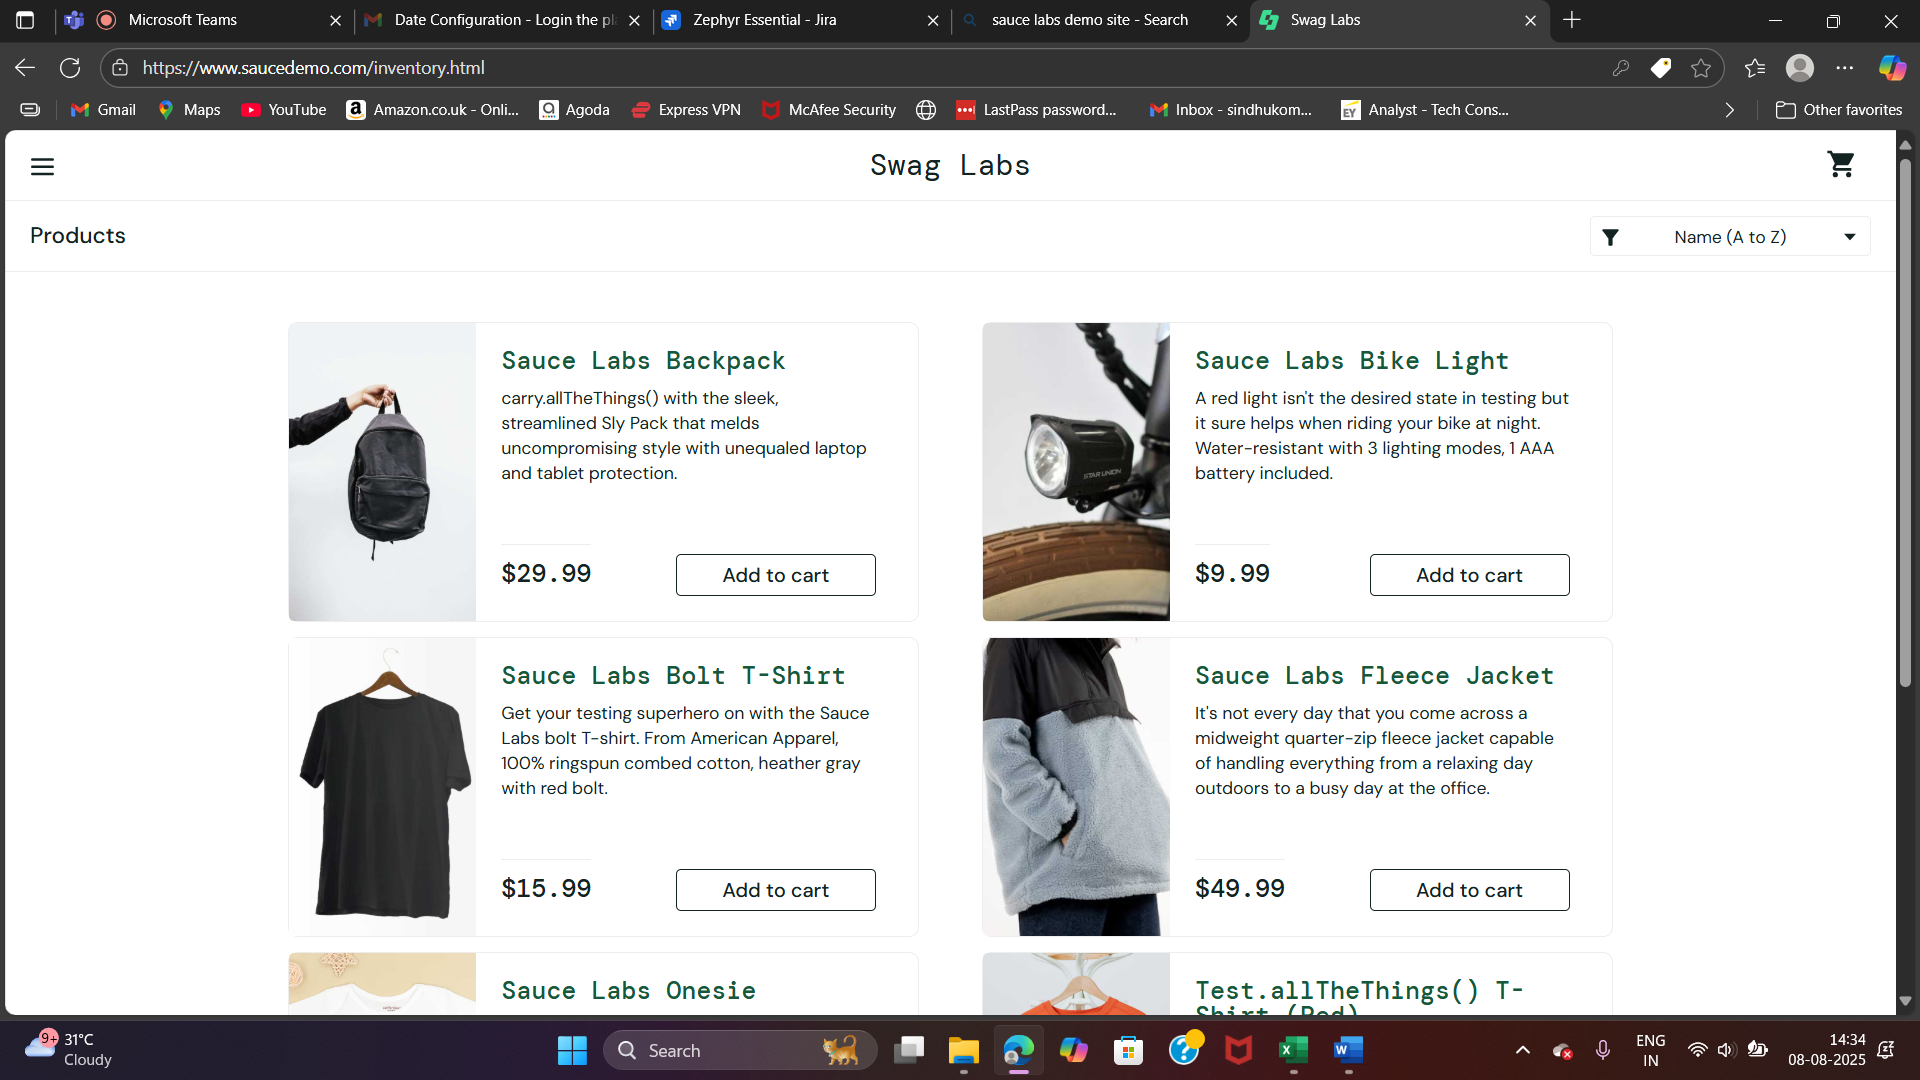 Microsoft Teams
Date Configuration - Login the pl
Zephyr Essential - Jira
sauce labs demo site - Search
Swag Labs
https://www.saucedemo.com/inventory.html
Gmail
Maps
YouTube
Amazon.co.uk - Onli...
Agoda
Express VPN
McAfee Security
LastPass password...
Inbox - sindhukom...
EY
Analyst - Tech Cons...
Other favorites
Swag Labs
Products
Name (A to Z)
Sauce Labs Backpack
carry.allTheThings() with the sleek,
streamlined Sly Pack that melds
uncompromising style with unequaled laptop
and tablet protection.
$29.99
Add to cart
Sauce Labs Bike Light
A red light isn't the desired state in testing but
it sure helps when riding your bike at night.
Water-resistant with 3 lighting modes, 1 AAA
battery included.
STAR UNION
$9.99
Add to cart
Sauce Labs Bolt T-Shirt
Get your testing superhero on with the Sauce
Labs bolt T-shirt. From American Apparel,
100% ringspun combed cotton, heather gray
with red bolt.
$15.99
Add to cart
Sauce Labs Fleece Jacket
It's not every day that you come across a
midweight quarter-zip fleece jacket capable
of handling everything from a relaxing day
outdoors to a busy day at the office.
$49.99
Add to cart
Sauce Labs Onesie
Test.allTheThings() T-
Shirt (Red)
9+
31°C
Cloudy
Search
ENG
IN
14:34
08-08-2025